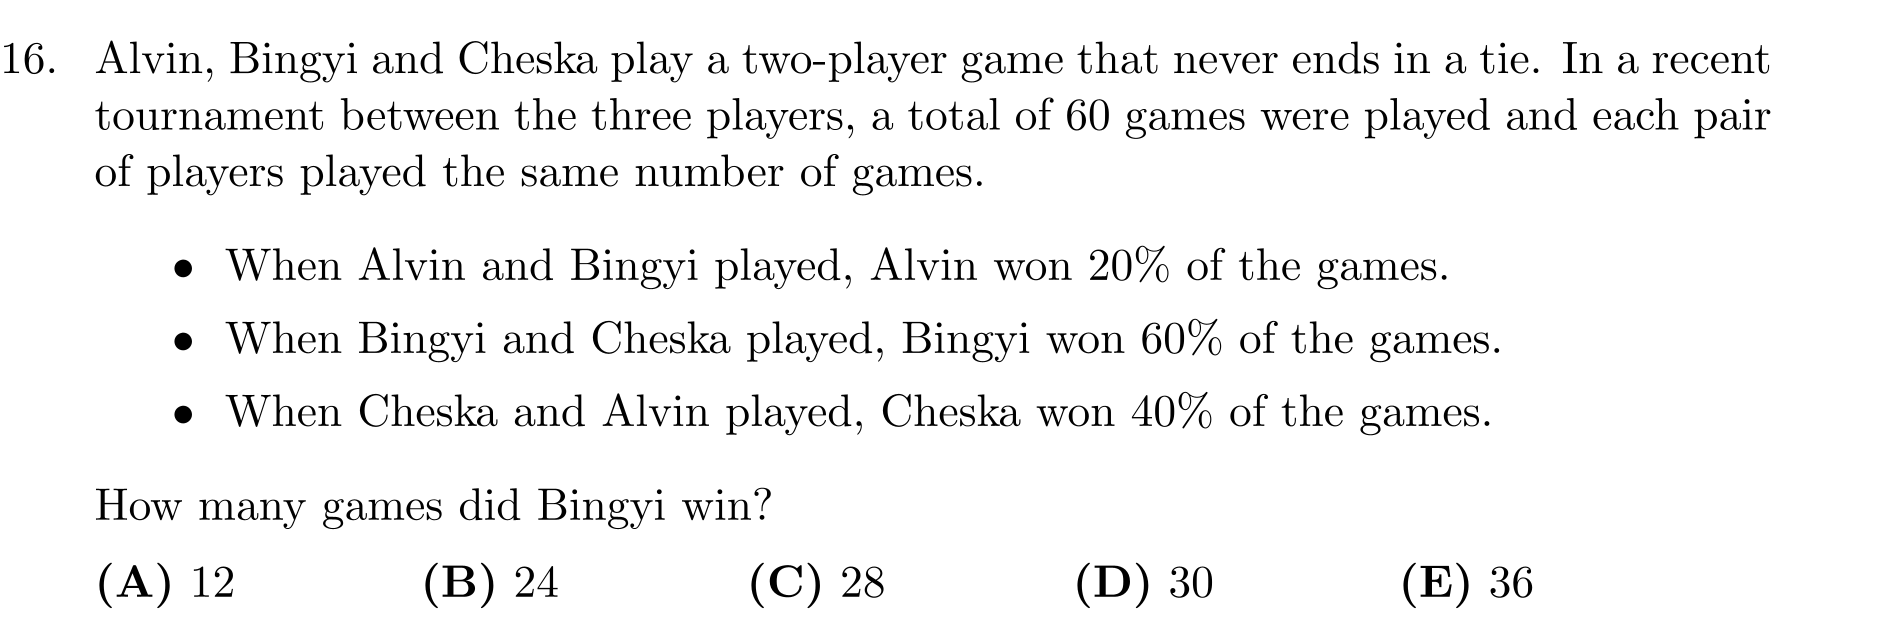 16. Alvin, Bingyi and Cheska play a two-player game that never ends in a tie. In a recent
tournament between the three players, a total of 60 games were played and each pair
of players played the same number of games.
• When Alvin and Bingyi played, Alvin won 20% of the games.
• When Bingyi and Cheska played, Bingyi won 60% of the games.
• When Cheska and Alvin played, Cheska won 40% of the games.
How many games did Bingyi win?
(A) 12 (B) 24 (C) 28 (D) 30 (E) 36